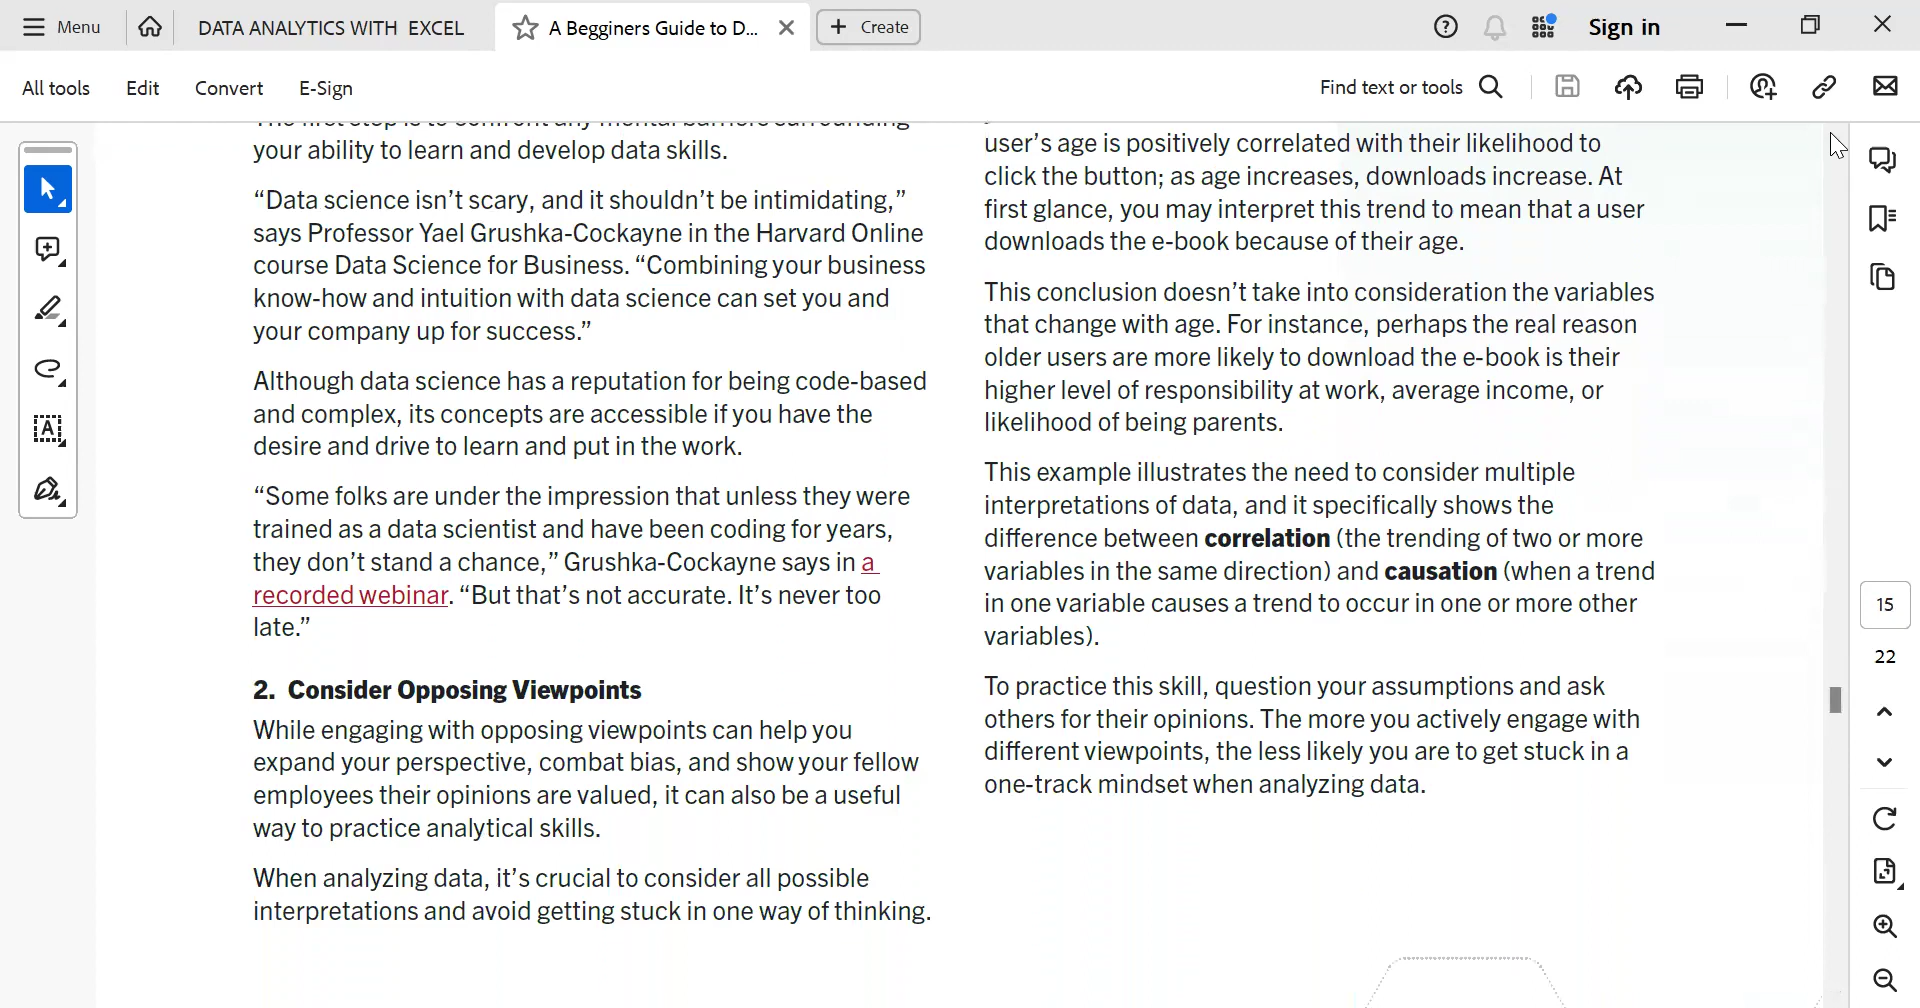 Menu
DATA ANALYTICS WITH EXCEL
A Begginers Guide to D...
Create
Sign in
All tools
Edit
Convert
E-Sign
Find text or tools
The first step is to confront any mental barriers surrounding
your ability to learn and develop data skills.
“Data science isn’t scary, and it shouldn’t be intimidating,”
says Professor Yael Grushka-Cockayne in the Harvard Online
course Data Science for Business. “Combining your business
know-how and intuition with data science can set you and
your company up for success.”
Although data science has a reputation for being code-based
and complex, its concepts are accessible if you have the
desire and drive to learn and put in the work.
“Some folks are under the impression that unless they were
trained as a data scientist and have been coding for years,
they don’t stand a chance,” Grushka-Cockayne says in a
recorded webinar. “But that’s not accurate. It’s never too
late.”
2. Consider Opposing Viewpoints
While engaging with opposing viewpoints can help you
expand your perspective, combat bias, and show your fellow
employees their opinions are valued, it can also be a useful
way to practice analytical skills.
When analyzing data, it’s crucial to consider all possible
interpretations and avoid getting stuck in one way of thinking.
user’s age is positively correlated with their likelihood to
click the button; as age increases, downloads increase. At
first glance, you may interpret this trend to mean that a user
downloads the e-book because of their age.
This conclusion doesn’t take into consideration the variables
that change with age. For instance, perhaps the real reason
older users are more likely to download the e-book is their
higher level of responsibility at work, average income, or
likelihood of being parents.
This example illustrates the need to consider multiple
interpretations of data, and it specifically shows the
difference between correlation (the trending of two or more
variables in the same direction) and causation (when a trend
in one variable causes a trend to occur in one or more other
variables).
To practice this skill, question your assumptions and ask
others for their opinions. The more you actively engage with
different viewpoints, the less likely you are to get stuck in a
one-track mindset when analyzing data.
15
22